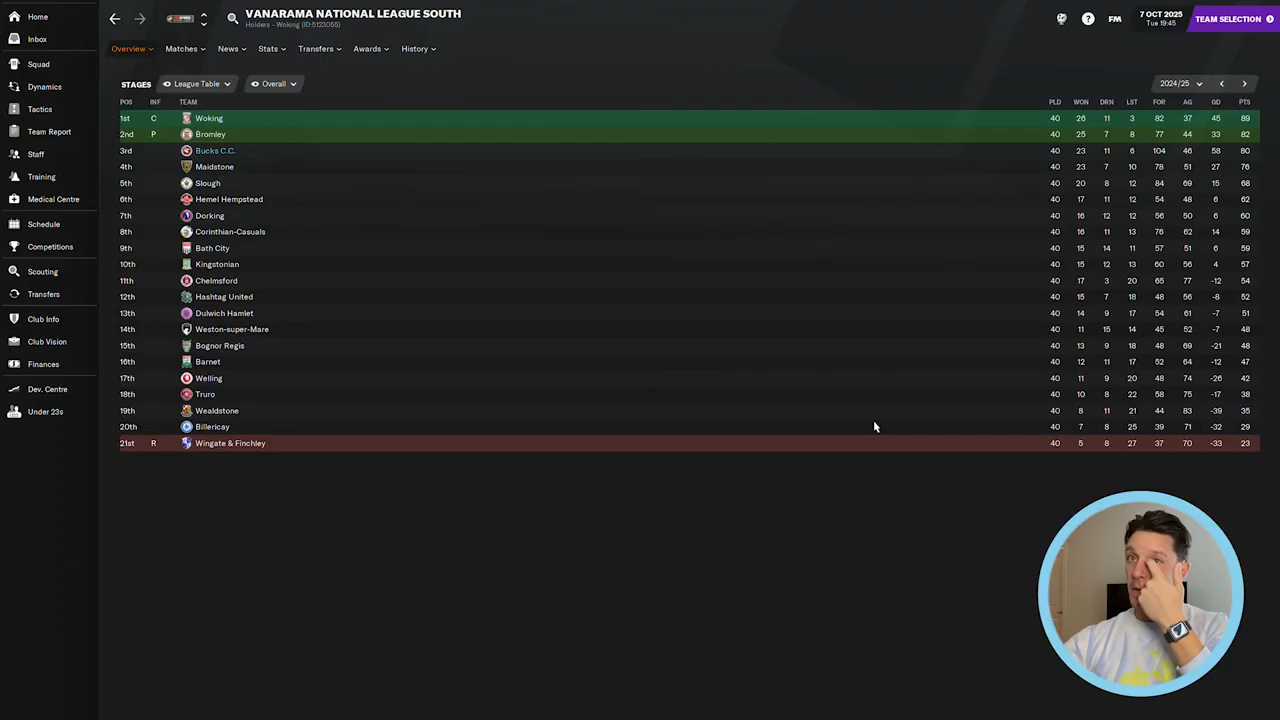 Home
Inbox
Squad
Dynamics
Tactics
Team Report
Staff
Training
Medical Centre
Schedule
Competitions
Scouting
Transfers
Club Info
Club Vision
Finances
Dev. Centre
Under 23s
VANARAMA NATIONAL LEAGUE SOUTH
Holders - Woking (ID:5123055)
FM
7 OCT 2025
Tue 19:45
TEAM SELECTION
Overview Matches News Stats Transfers Awards History
STAGES League Table Overall 2024/25
POS INF TEAM PLD WON DRN LST FOR AG GD PTS
1st C Woking 40 26 11 3 82 37 45 89
2nd P Bromley 40 25 7 8 77 44 33 82
3rd Bucks C.C. 40 23 11 6 104 46 58 80
4th Maidstone 40 23 7 10 78 51 27 76
5th Slough 40 20 8 12 84 69 15 68
6th Hemel Hempstead 40 17 11 12 54 48 6 62
7th Dorking 40 16 12 12 56 50 6 60
8th Corinthian-Casuals 40 16 11 13 76 62 14 59
9th Bath City 40 15 14 11 57 51 6 59
10th Kingstonian 40 15 12 13 60 56 4 57
11th Chelmsford 40 17 3 20 65 77 -12 54
12th Hashtag United 40 15 7 18 48 56 -8 52
13th Dulwich Hamlet 40 14 9 17 54 61 -7 51
14th Weston-super-Mare 40 11 15 14 45 52 -7 48
15th Bognor Regis 40 13 9 18 48 69 -21 48
16th Barnet 40 12 11 17 52 64 -12 47
17th Welling 40 11 9 20 48 74 -26 42
18th Truro 40 10 8 22 58 75 -17 38
19th Wealdstone 40 8 11 21 44 83 -39 35
20th Billericay 40 7 8 25 39 71 -32 29
21st R Wingate & Finchley 40 5 8 27 37 70 -33 23